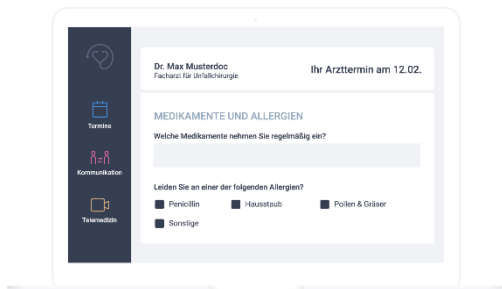 Dr. Max Musterdoc
Facharzt für Unfallchirurgie
Ihr Arzttermin am 12.02.
Termine
Kommunikation
Telemedizin
MEDIKAMENTE UND ALLERGIEN
Welche Medikamente nehmen Sie regelmäßig ein?
Leiden Sie an einer der folgenden Allergien?
Penicillin
Hausstaub
Pollen & Gräser
Sonstige